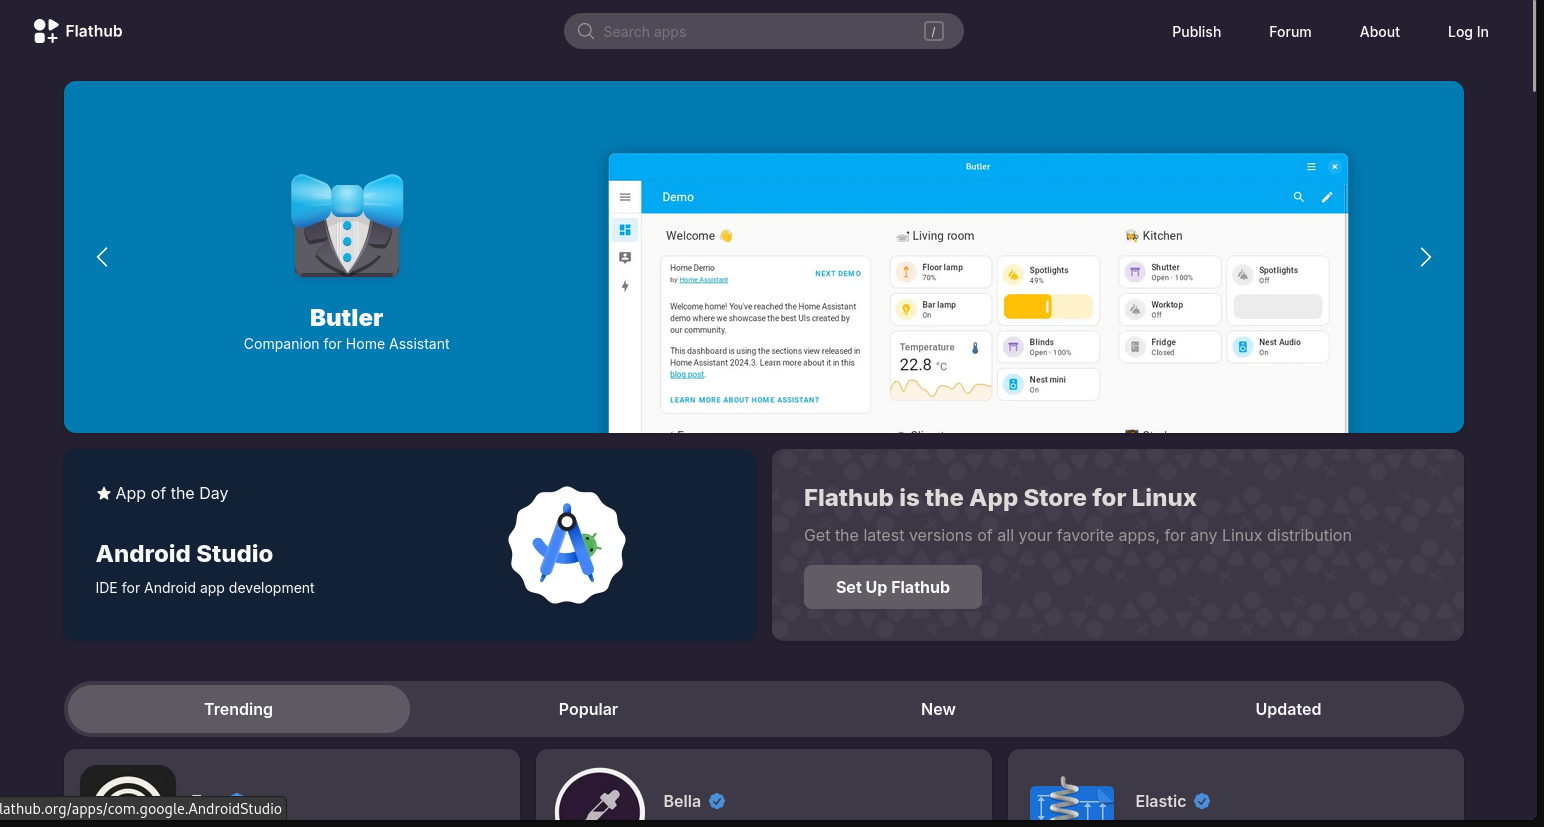 Flathub
Search apps
/
Publish
Forum
About
Log In
Butler
Companion for Home Assistant
Butler
Demo
Welcome 👋
Home Demo
by Home Assistant
NEXT DEMO
Welcome home! You've reached the Home Assistant
demo where we showcase the best UIs created by
our community.
This dashboard is using the sections view released in
Home Assistant 2024.3. Learn more about it in this
blog post.
LEARN MORE ABOUT HOME ASSISTANT
Living room
Floor lamp
70%
Spotlights
49%
Bar lamp
On
Temperature
22.8 °C
Blinds
Open · 100%
Nest mini
On
Kitchen
Shutter
Open · 100%
Spotlights
Off
Worktop
Off
Fridge
Closed
Nest Audio
On
App of the Day
Android Studio
IDE for Android app development
Flathub is the App Store for Linux
Get the latest versions of all your favorite apps, for any Linux distribution
Set Up Flathub
Trending
Popular
New
Updated
Bella
Elastic
lathub.org/apps/com.google.AndroidStudio